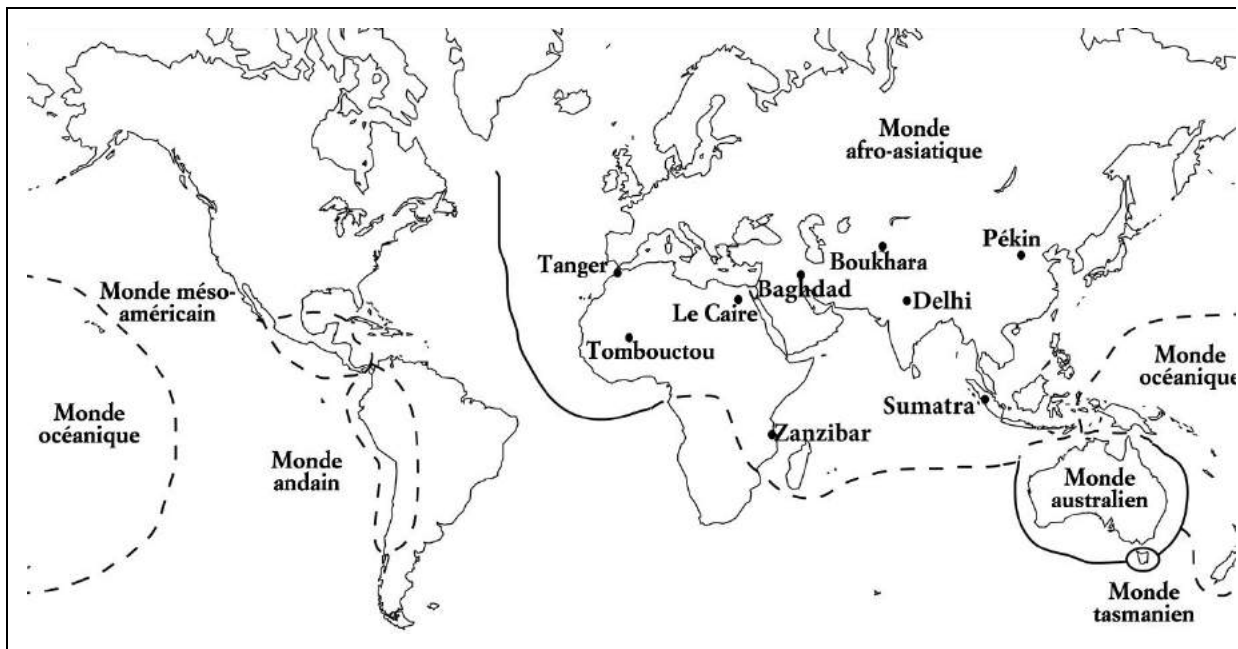 Monde
afro-asiatique
Pékin
Boukhara
Tanger
Baghdad
Delhi
Le Caire
Monde méso-
américain
Tombouctou
Monde
océanique
Sumatra
Monde
océanique
Zanzibar
Monde
andain
Monde
australien
Monde
tasmanien